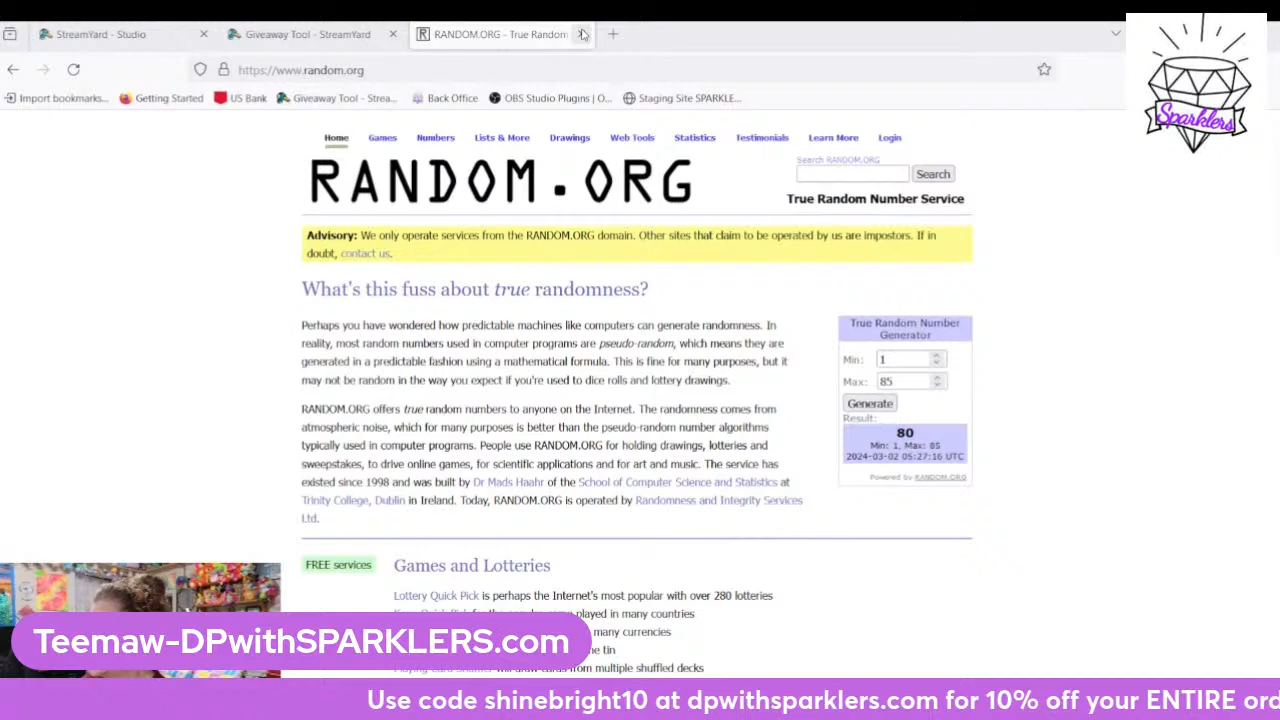 StreamYard - Studio
Giveaway Tool - StreamYard
RANDOM.ORG - True Random
https://www.random.org
Import bookmarks...
Getting Started
US Bank
Giveaway Tool - Strea...
Back Office
OBS Studio Plugins | O...
Staging Site SPARKLE...
Sparklers
Home
Games
Numbers
Lists & More
Drawings
Web Tools
Statistics
Testimonials
Learn More
Login
RANDOM.ORG
Search RANDOM.ORG
Search
True Random Number Service
Advisory: We only operate services from the RANDOM.ORG domain. Other sites that claim to be operated by us are impostors. If in
doubt, contact us.
What's this fuss about true randomness?
Perhaps you have wondered how predictable machines like computers can generate randomness. In
reality, most random numbers used in computer programs are pseudo-random, which means they are
generated in a predictable fashion using a mathematical formula. This is fine for many purposes, but it
may not be random in the way you expect if you're used to dice rolls and lottery drawings.
RANDOM.ORG offers true random numbers to anyone on the Internet. The randomness comes from
atmospheric noise, which for many purposes is better than the pseudo-random number algorithms
typically used in computer programs. People use RANDOM.ORG for holding drawings, lotteries and
sweepstakes, to drive online games, for scientific applications and for art and music. The service has
existed since 1998 and was built by Dr Mads Haahr of the School of Computer Science and Statistics at
Trinity College, Dublin in Ireland. Today, RANDOM.ORG is operated by Randomness and Integrity Services
Ltd.
True Random Number
Generator
Min: 1
Max: 85
Generate
Result:
80
Min: 1, Max: 85
2024-03-02 05:27:16 UTC
Powered by RANDOM.ORG
FREE services
Games and Lotteries
Lottery Quick Pick is perhaps the Internet's most popular with over 280 lotteries
played in many countries
many currencies
tin
from multiple shuffled decks
Teemaw-DPwithSPARKLERS.com
Use code shinebright10 at dpwithsparklers.com for 10% off your ENTIRE